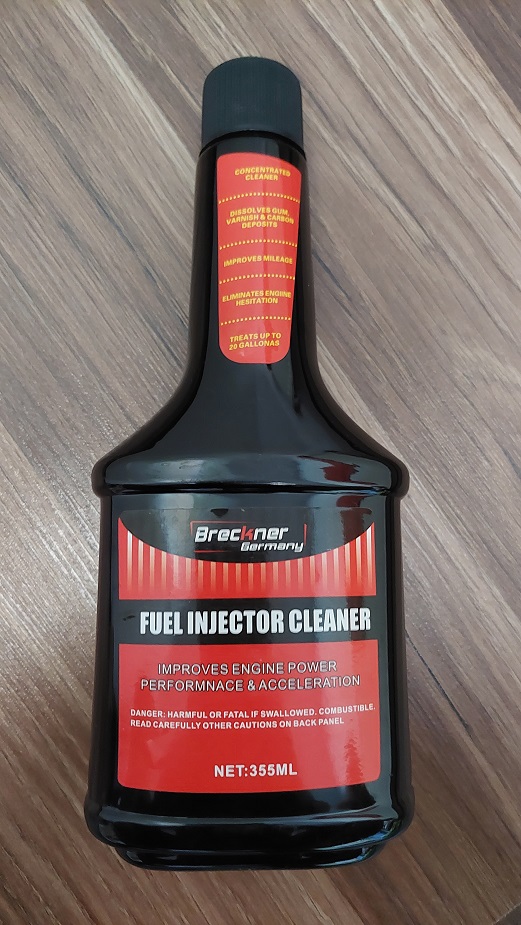 CONCENTRATED
CLEANER
DISSOLVES GUM,
VARNISH & CARBON
DEPOSITS
IMPROVES MILEAGE
ELIMINATES ENGIINE
HESITATION
TREATS UP TO
20 GALLONAS
Breckner
Germany
FUEL INJECTOR CLEANER
IMPROVES ENGINE POWER
PERFORMNACE & ACCELERATION
DANGER: HARMFUL OR FATAL IF SWALLOWED. COMBUSTIBLE.
READ CAREFULLY OTHER CAUTIONS ON BACK PANEL
NET:355ML